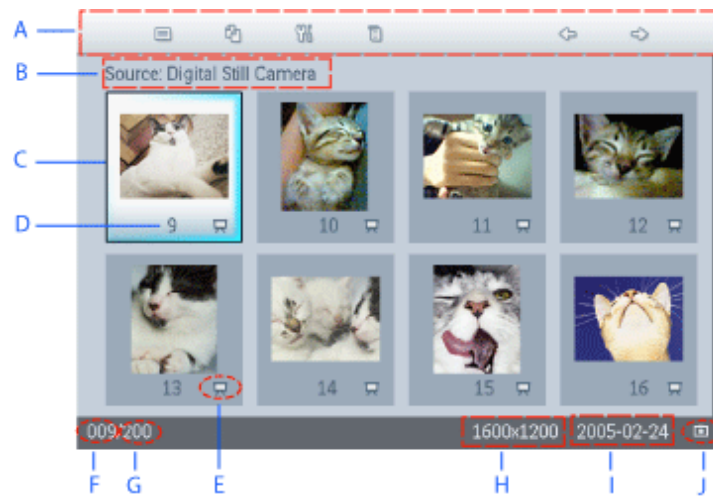 A
B
Source: Digital Still Camera
C
D
9
10
11
12
13
14
15
16
009/200
1600x1200
2005-02-24
F
G
E
H
I
J